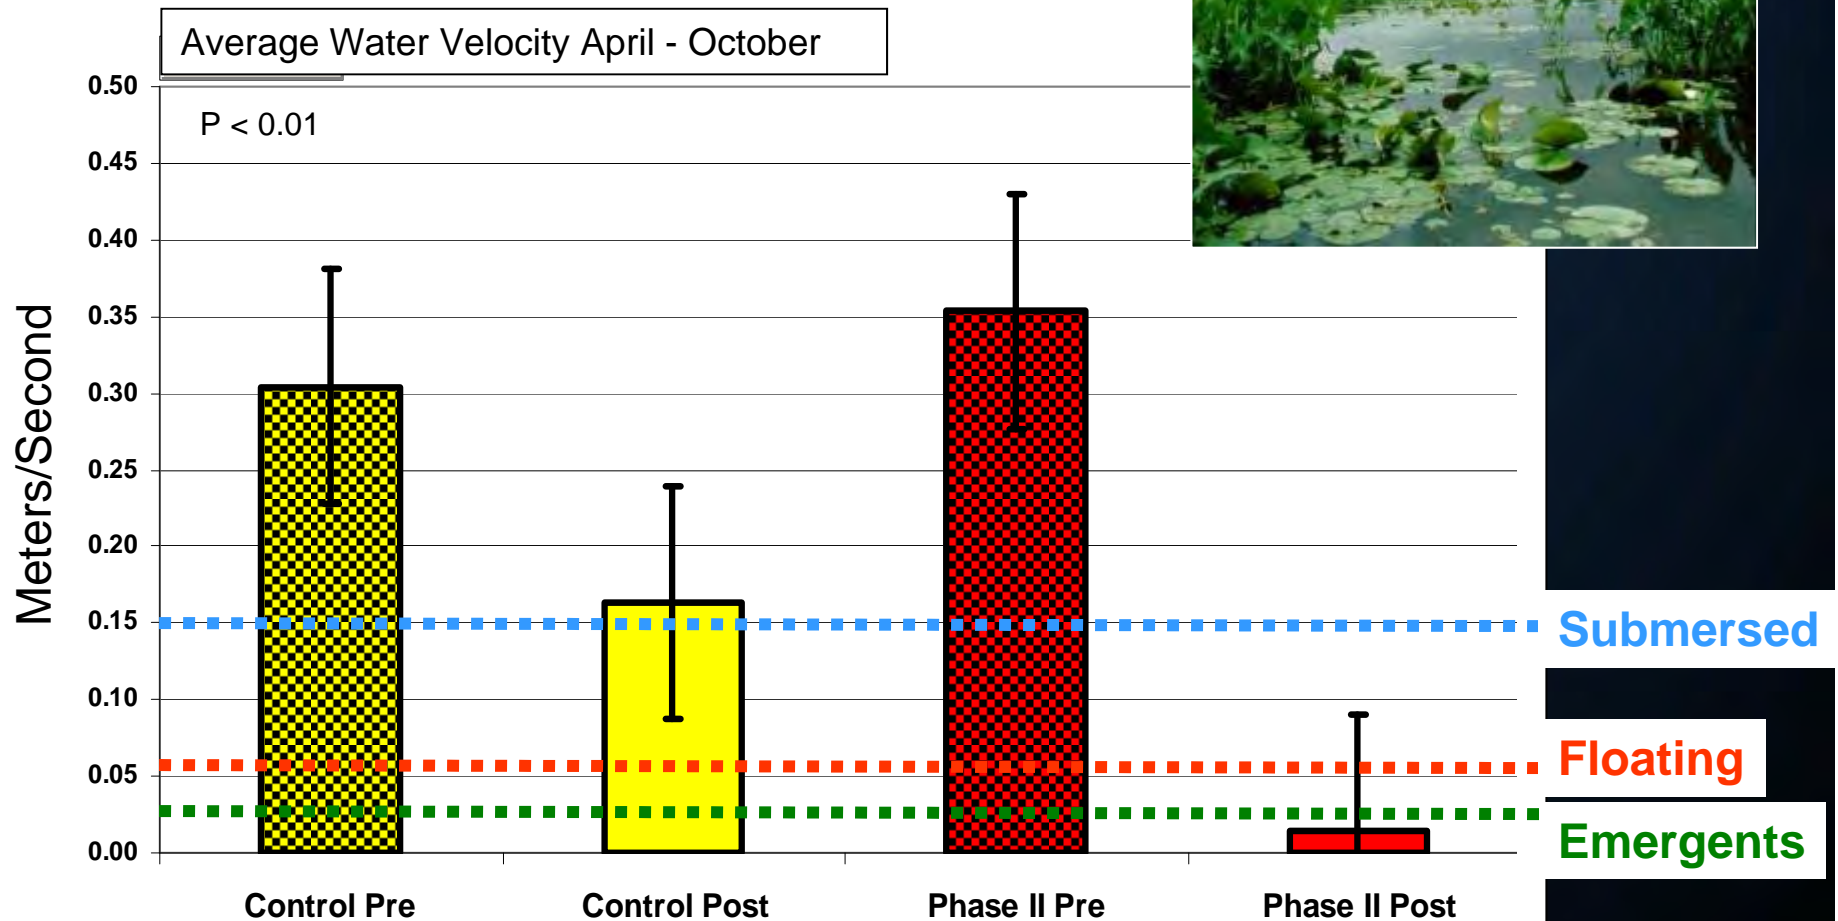 Average Water Velocity April - October
P < 0.01
Meters/Second
0.50
0.45
0.40
0.35
0.30
0.25
0.20
0.15
0.10
0.05
0.00
Submersed
Floating
Emergents
Control Pre
Control Post
Phase II Pre
Phase II Post